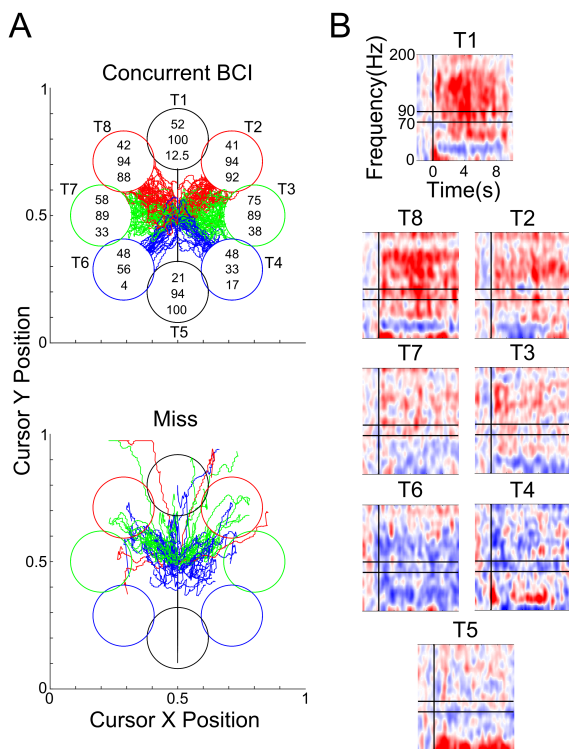 A
Concurrent BCI
1
T1
52
100
12.5
T8
42
94
88
T2
41
94
92
T7
58
89
33
T3
75
89
38
0.5
T6
48
56
4
T4
48
33
17
21
94
100
T5
0
Cursor Y Position
Miss
1
0.5
0
0
0.5
1
Cursor X Position
B
T1
Frequency(Hz)
200
90
70
0
0
4
8
Time(s)
T8
T2
T7
T3
T6
T4
T5